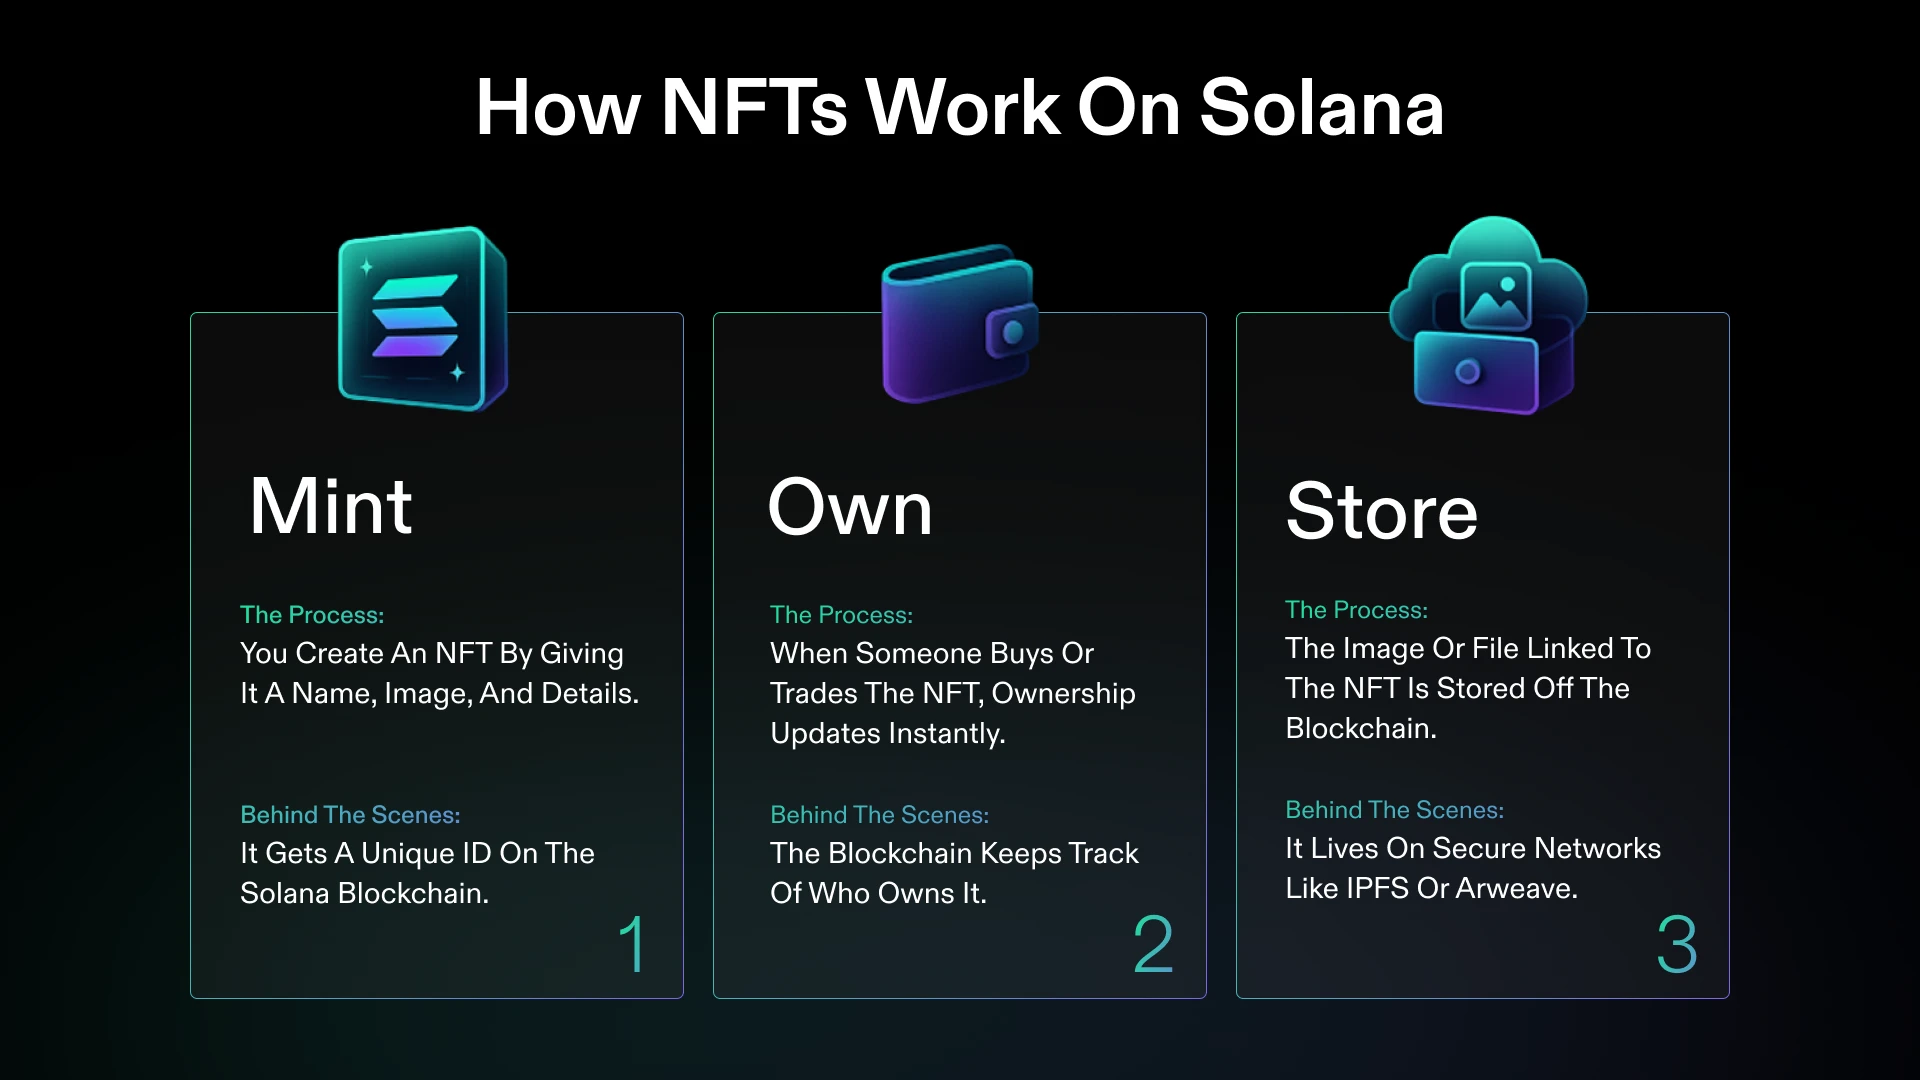 How NFTs Work On Solana
Mint
The Process:
You Create An NFT By Giving
It A Name, Image, And Details.
Behind The Scenes:
It Gets A Unique ID On The
Solana Blockchain.
1
Own
The Process:
When Someone Buys Or
Trades The NFT, Ownership
Updates Instantly.
Behind The Scenes:
The Blockchain Keeps Track
Of Who Owns It.
2
Store
The Process:
The Image Or File Linked To
The NFT Is Stored Off The
Blockchain.
Behind The Scenes:
It Lives On Secure Networks
Like IPFS Or Arweave.
3